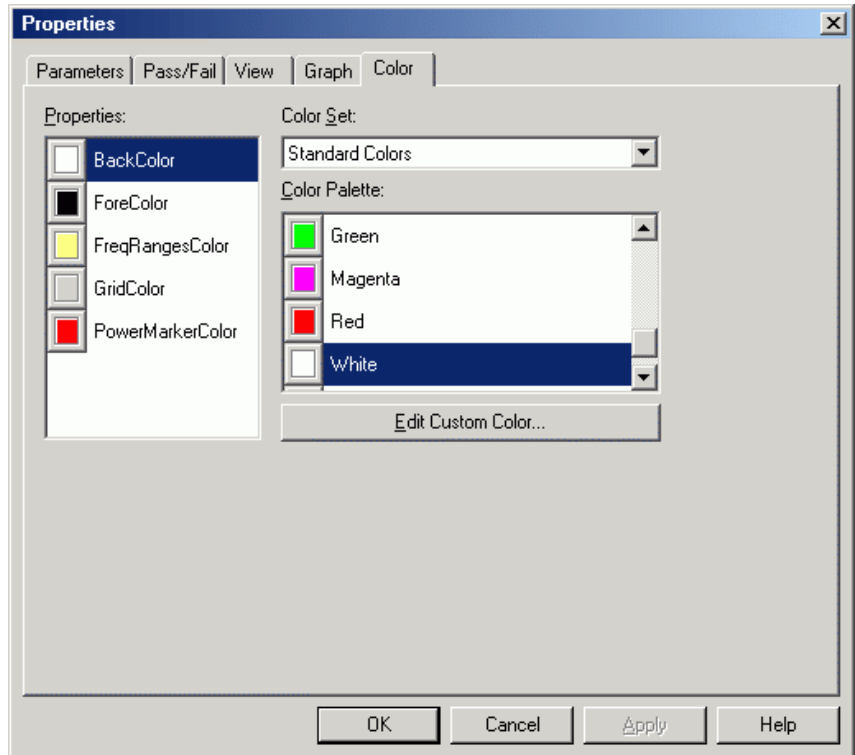 Properties
Parameters Pass/Fail View Graph Color
Properties:
BackColor
ForeColor
FreqRangesColor
GridColor
PowerMarkerColor
Color Set:
Standard Colors
Color Palette:
Green
Magenta
Red
White
Edit Custom Color...
OK Cancel Apply Help